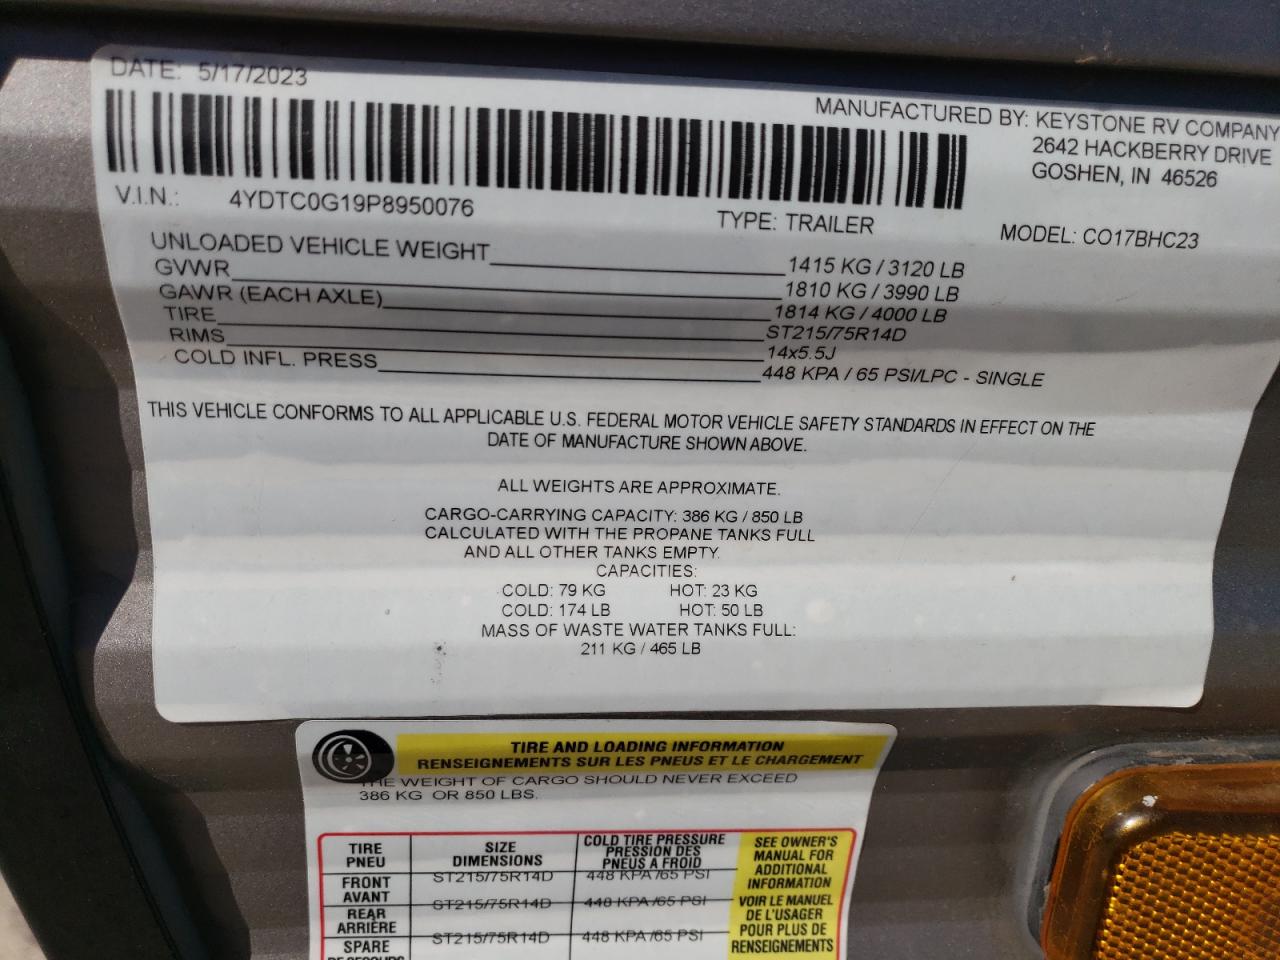 DATE: 5/17/2023
MANUFACTURED BY: KEYSTONE RV COMPANY
2642 HACKBERRY DRIVE
GOSHEN, IN 46526
V.I.N.: 4YDTC0G19P8950076
TYPE: TRAILER
MODEL: CO17BHC23
UNLOADED VEHICLE WEIGHT 1415 KG / 3120 LB
GVWR 1810 KG / 3990 LB
GAWR (EACH AXLE) 1814 KG / 4000 LB
TIRE ST215/75R14D
RIMS 14x5.5J
COLD INFL. PRESS 448 KPA / 65 PSI/LPC - SINGLE
THIS VEHICLE CONFORMS TO ALL APPLICABLE U.S. FEDERAL MOTOR VEHICLE SAFETY STANDARDS IN EFFECT ON THE
DATE OF MANUFACTURE SHOWN ABOVE.
ALL WEIGHTS ARE APPROXIMATE.
CARGO-CARRYING CAPACITY: 386 KG / 850 LB
CALCULATED WITH THE PROPANE TANKS FULL
AND ALL OTHER TANKS EMPTY.
CAPACITIES:
COLD: 79 KG HOT: 23 KG
COLD: 174 LB HOT: 50 LB
MASS OF WASTE WATER TANKS FULL:
211 KG / 465 LB
TIRE AND LOADING INFORMATION
RENSEIGNEMENTS SUR LES PNEUS ET LE CHARGEMENT
THE WEIGHT OF CARGO SHOULD NEVER EXCEED
386 KG OR 850 LBS.
TIRE
PNEU
SIZE
DIMENSIONS
COLD TIRE PRESSURE
PRESSION DES
PNEUS A FROID
FRONT
AVANT
ST215/75R14D
448 KPA /65 PSI
REAR
ARRIÈRE
ST215/75R14D
448 KPA /65 PSI
SPARE
DE SECOURS
ST215/75R14D
448 KPA /65 PSI
SEE OWNER'S
MANUAL FOR
ADDITIONAL
INFORMATION
VOIR LE MANUEL
DE L'USAGER
POUR PLUS DE
RENSEIGNEMENTS